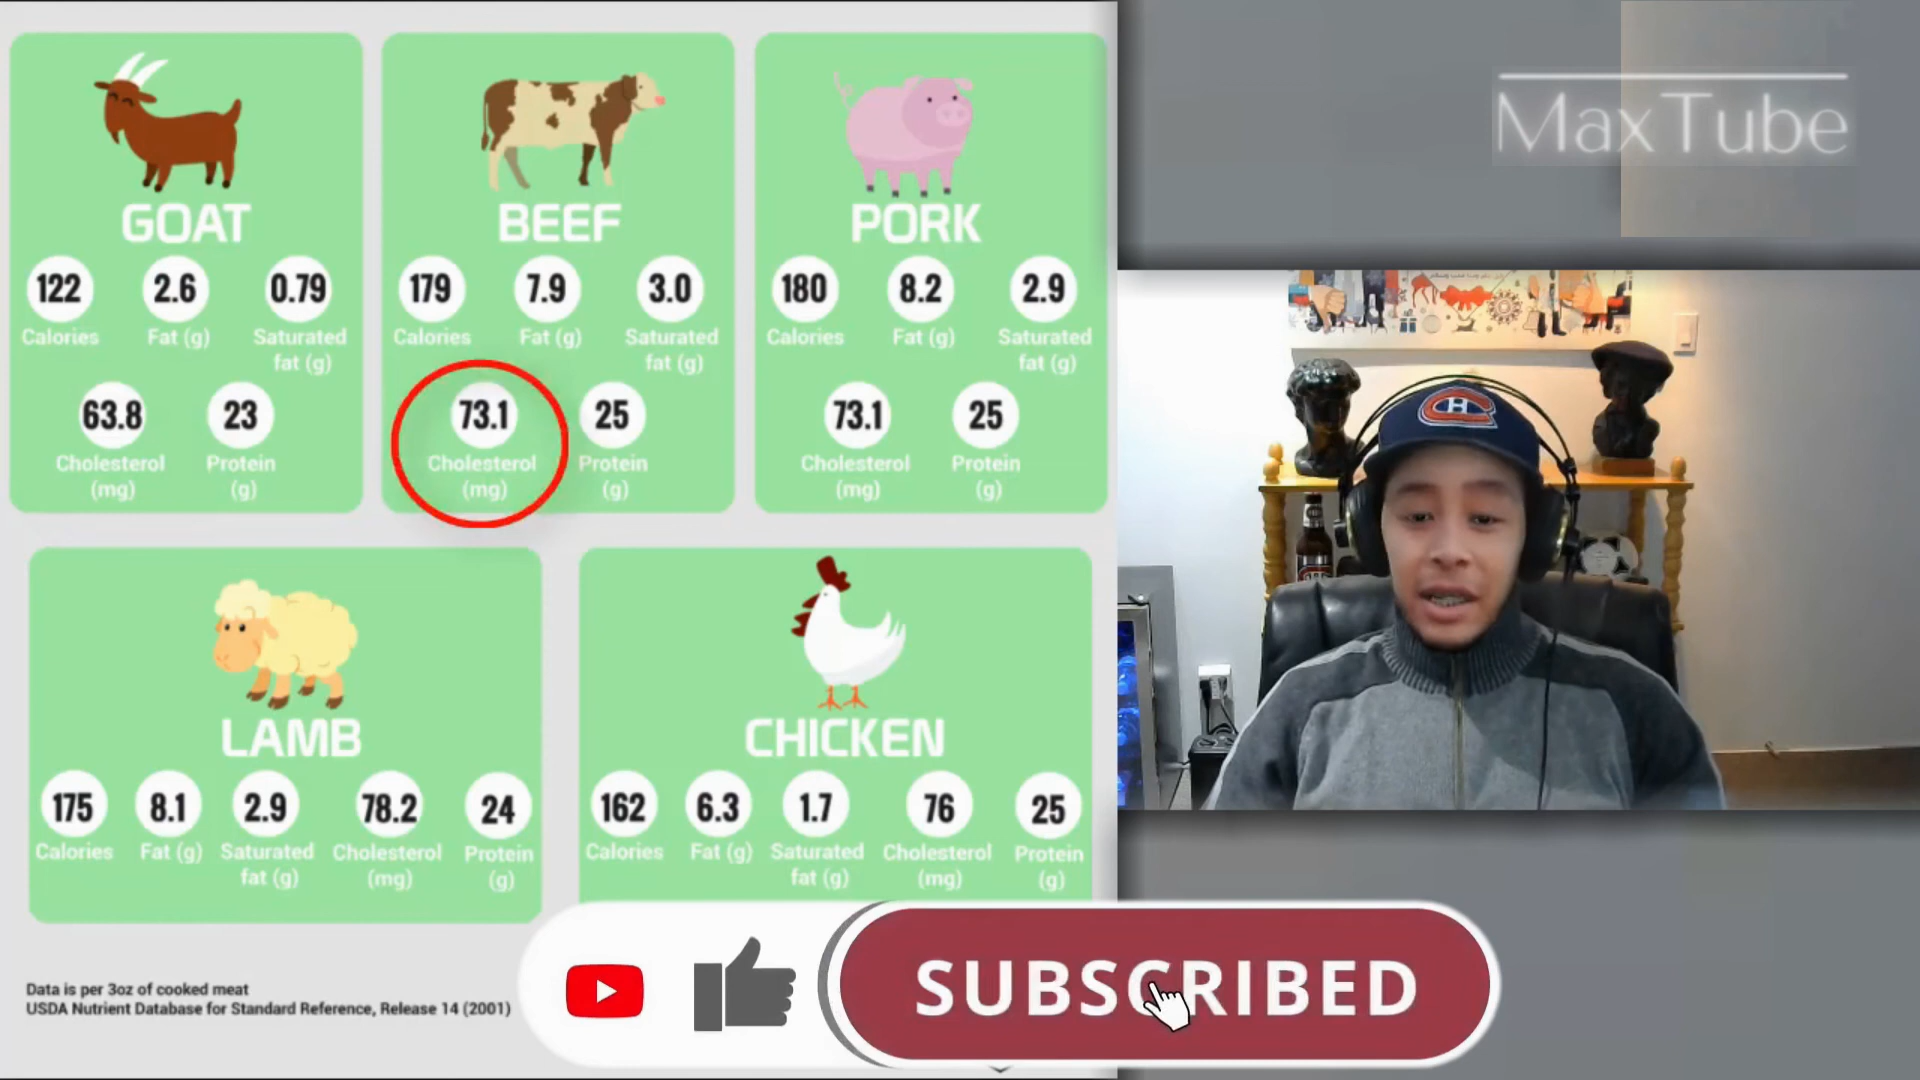 GOAT
122
2.6
0.79
Calories
Fat (g)
Saturated
fat (g)
63.8
23
Cholesterol
(mg)
Protein
(g)
BEEF
179
7.9
3.0
Calories
Fat (g)
Saturated
fat (g)
73.1
25
Cholesterol
(mg)
Protein
(g)
PORK
180
8.2
2.9
Calories
Fat (g)
Saturated
fat (g)
73.1
25
Cholesterol
(mg)
Protein
(g)
MaxTube
LAMB
175
8.1
2.9
78.2
24
Calories
Fat (g)
Saturated
fat (g)
Cholesterol
(mg)
Protein
(g)
CHICKEN
162
6.3
1.7
76
25
Calories
Fat (g)
Saturated
fat (g)
Cholesterol
(mg)
Protein
(g)
Data is per 3oz of cooked meat
USDA Nutrient Database for Standard Reference, Release 14 (2001)
SUBSCRIBED